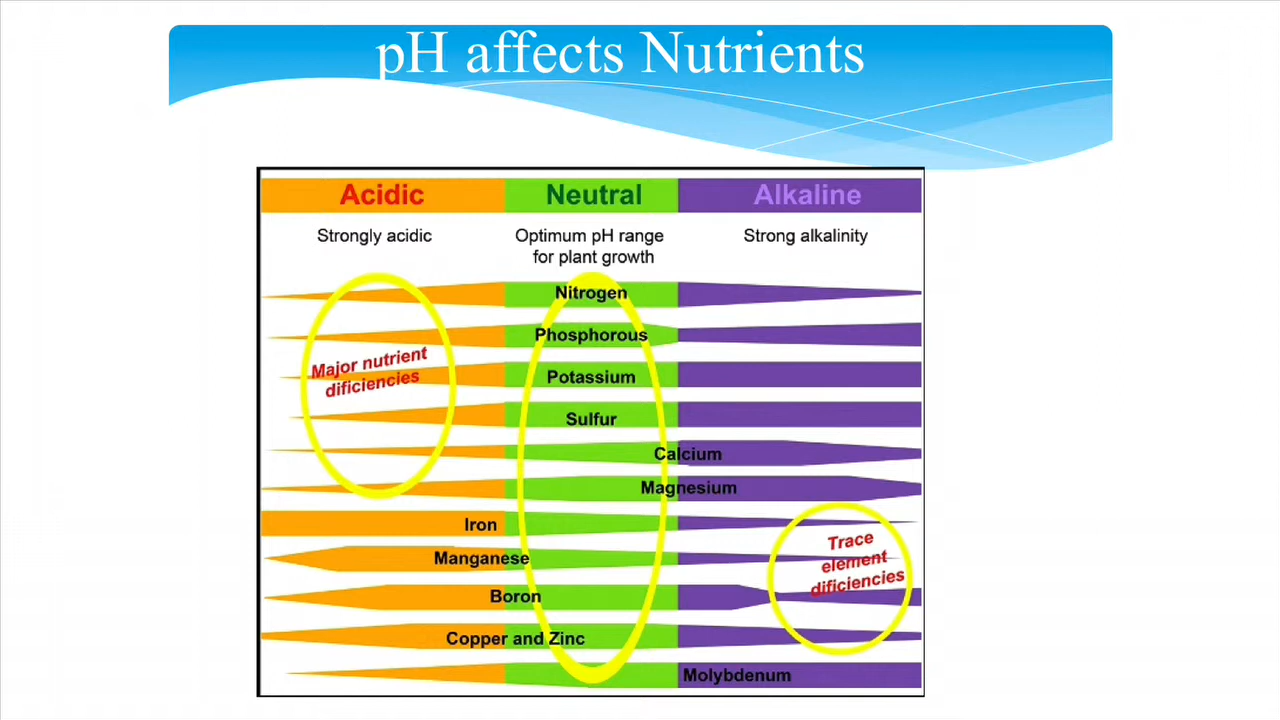 pH affects Nutrients
Acidic
Neutral
Alkaline
Strongly acidic
Optimum pH range
for plant growth
Strong alkalinity
Nitrogen
Phosphorous
Major nutrient
dificiencies
Potassium
Sulfur
Calcium
Magnesium
Iron
Manganese
Trace
element
dificiencies
Boron
Copper and Zinc
Molybdenum